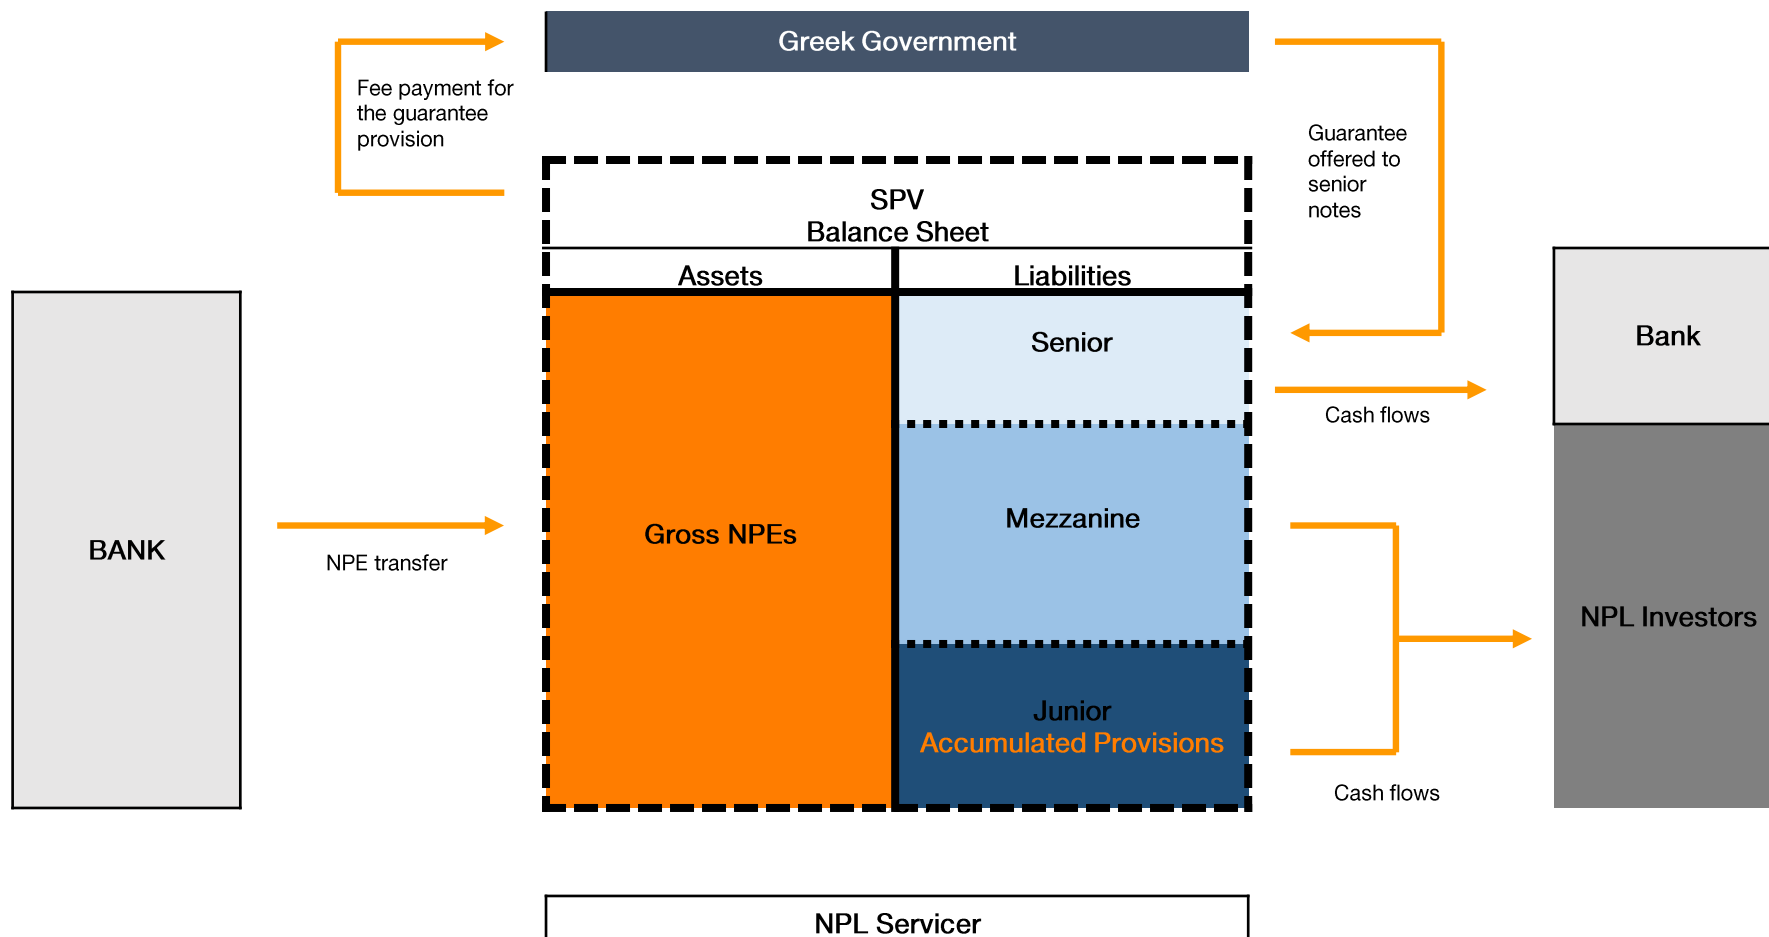 Greek Government
Fee payment for
the guarantee
provision
Guarantee
offered to
senior
notes
SPV
Balance Sheet
Assets
Liabilities
Senior
Bank
Cash flows
Mezzanine
Gross NPEs
BANK
NPE transfer
NPL Investors
Junior
Accumulated Provisions
Cash flows
NPL Servicer